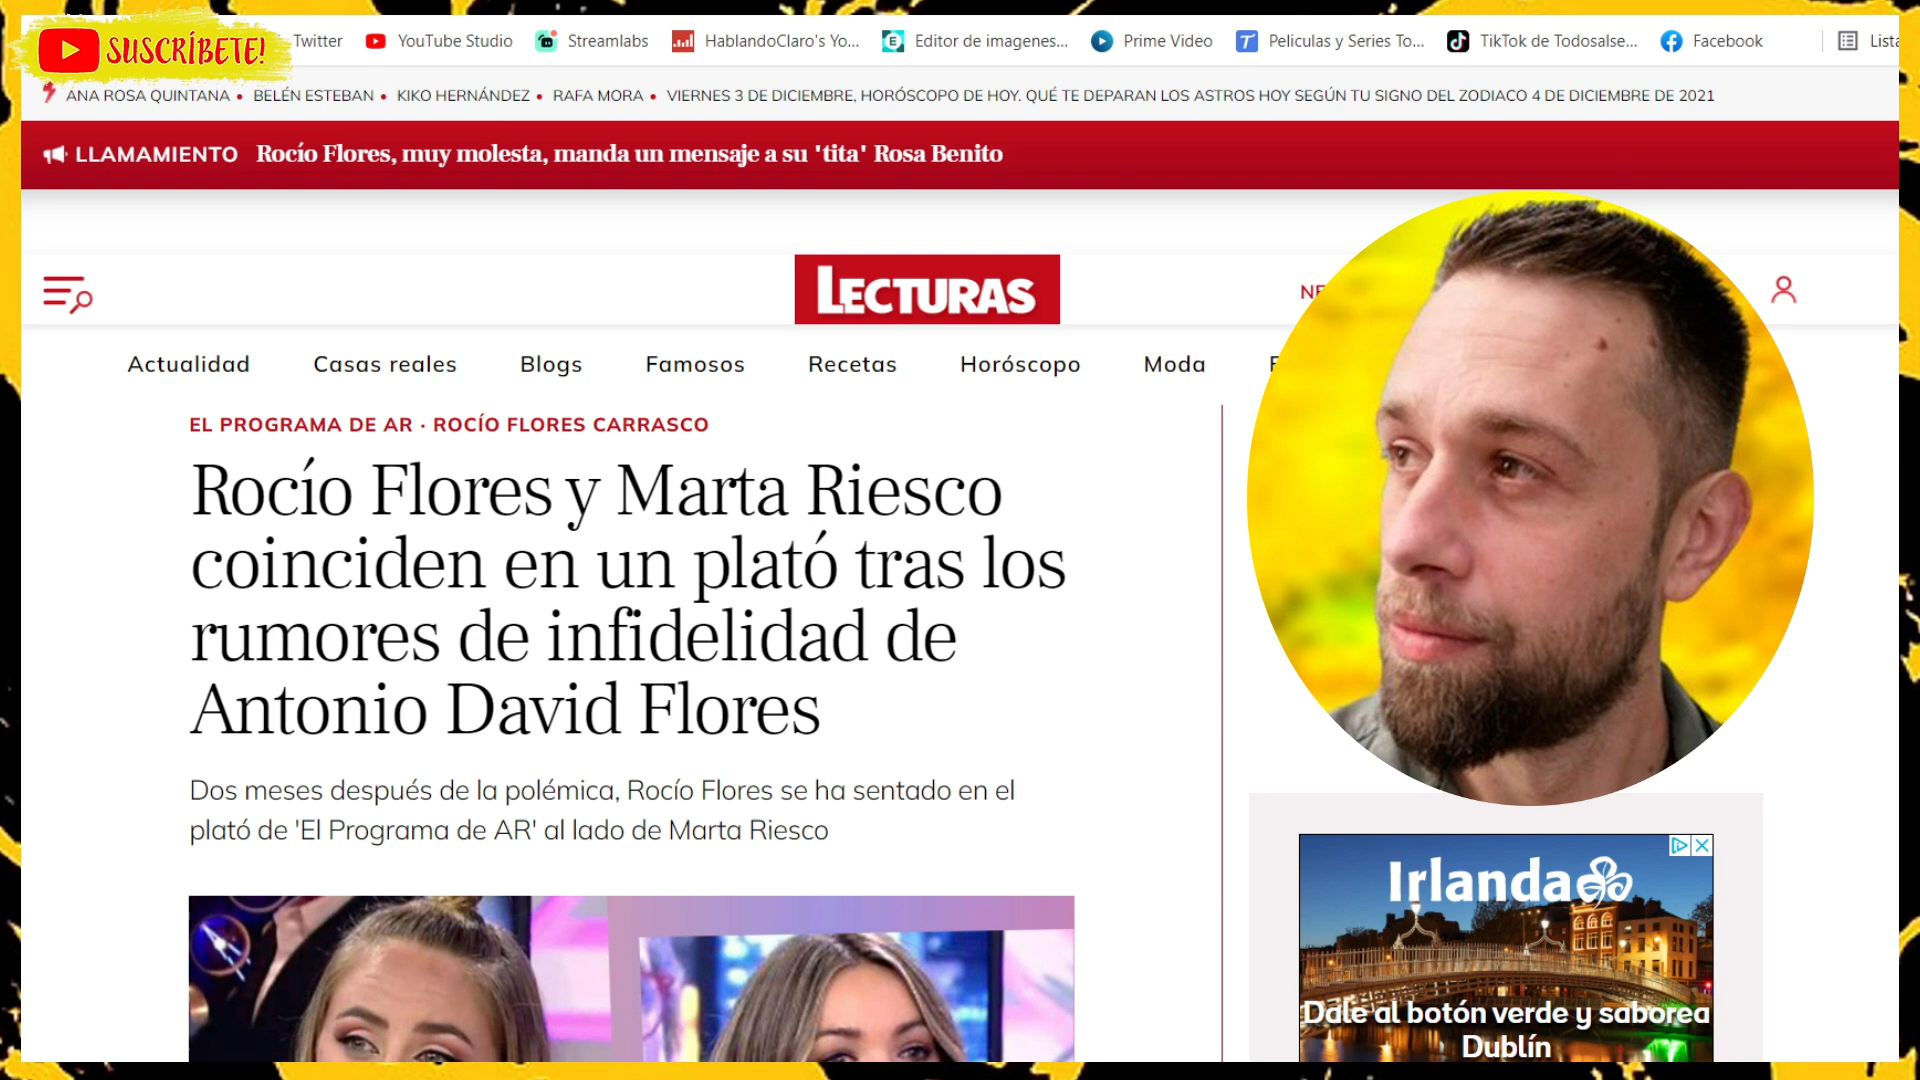 SUSCRÍBETE!
Twitter
YouTube Studio
Streamlabs
HablandoClaro's Yo...
Editor de imagenes...
Prime Video
Peliculas y Series To...
TikTok de Todosalse...
Facebook
ANA ROSA QUINTANA • BELÉN ESTEBAN • KIKO HERNÁNDEZ • RAFA MORA • VIERNES 3 DE DICIEMBRE, HORÓSCOPO DE HOY. QUÉ TE DEPARAN LOS ASTROS HOY SEGÚN TU SIGNO DEL ZODIACO 4 DE DICIEMBRE DE 2021
LLAMAMIENTO Rocío Flores, muy molesta, manda un mensaje a su 'tita' Rosa Benito
LECTURAS
Actualidad Casas reales Blogs Famosos Recetas Horóscopo Moda
EL PROGRAMA DE AR · ROCÍO FLORES CARRASCO
Rocío Flores y Marta Riesco
coinciden en un plató tras los
rumores de infidelidad de
Antonio David Flores
Dos meses después de la polémica, Rocío Flores se ha sentado en el
plató de 'El Programa de AR' al lado de Marta Riesco
Irlanda
Dale al botón verde y saborea
Dublín